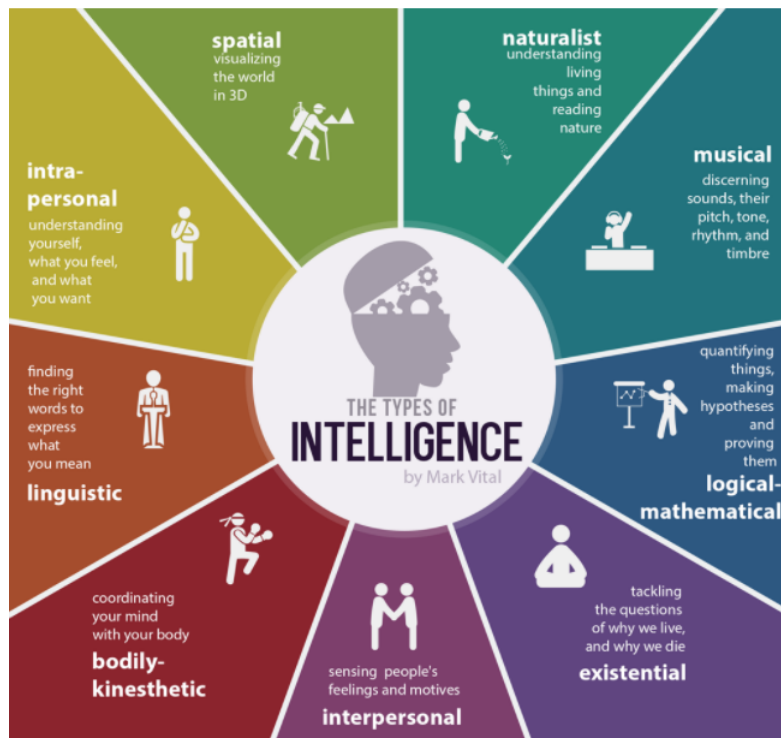 spatial
visualizing
the world
in 3D
naturalist
understanding
living
things and
reading
nature
musical
discerning
sounds, their
pitch, tone,
rhythm, and
timbre
quantifying
things,
making
hypotheses
and
proving
them
logical-
mathematical
tackling
the questions
of why we live,
and why we die
existential
sensing people's
feelings and motives
interpersonal
coordinating
your mind
with your body
bodily-
kinesthetic
finding
the right
words to
express
what
you mean
linguistic
intra-
personal
understanding
yourself,
what you feel,
and what
you want
THE TYPES OF
INTELLIGENCE
by Mark Vital